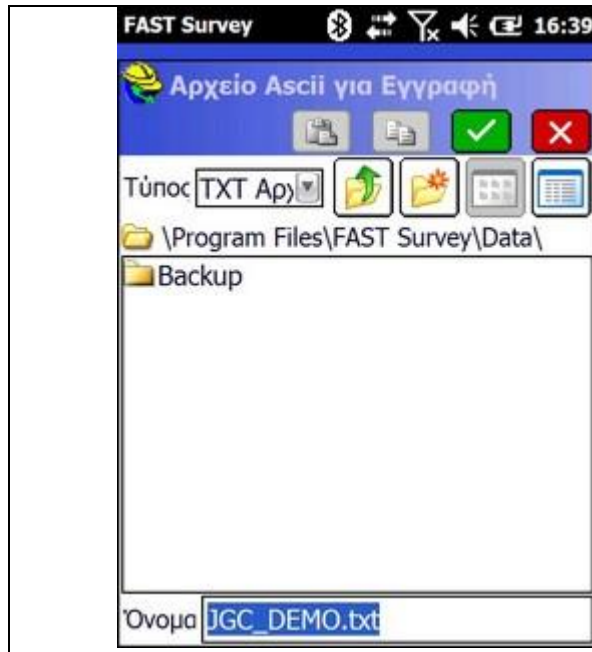 FAST Survey 16:39
Αρχείο Ascii για Εγγραφή
Τύπος TXT Αρχ
\Program Files\FAST Survey\Data\
Backup
Όνομα JGC_DEMO.txt